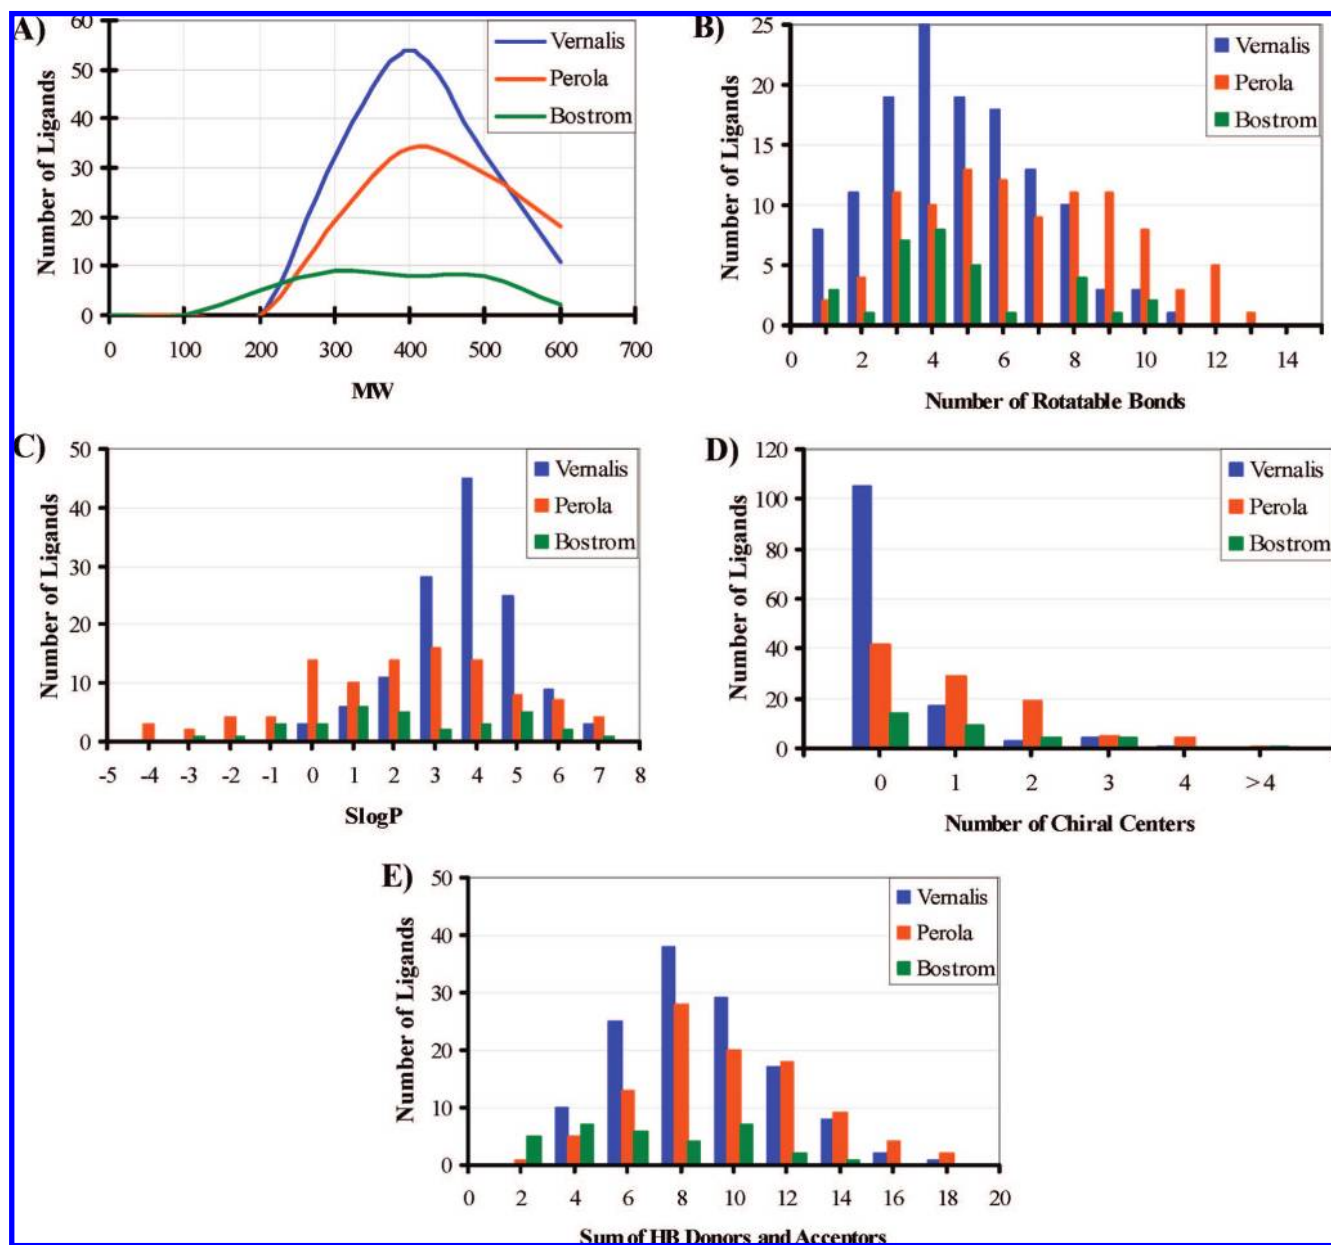 A)
60
50
40
30
20
10
0
Number of Ligands
Vernalis
Perola
Bostrom
0 100 200 300 400 500 600 700
MW
B)
25
20
15
10
5
0
Number of Ligands
Vernalis
Perola
Bostrom
0 2 4 6 8 10 12 14
Number of Rotatable Bonds
C)
50
40
30
20
10
0
Number of Ligands
Vernalis
Perola
Bostrom
-5 -4 -3 -2 -1 0 1 2 3 4 5 6 7 8
SlogP
D)
120
100
80
60
40
20
0
Number of Ligands
Vernalis
Perola
Bostrom
0 1 2 3 4 >4
Number of Chiral Centers
E)
50
40
30
20
10
0
Number of Ligands
Vernalis
Perola
Bostrom
0 2 4 6 8 10 12 14 16 18 20
Sum of HB Donors and Acceptors